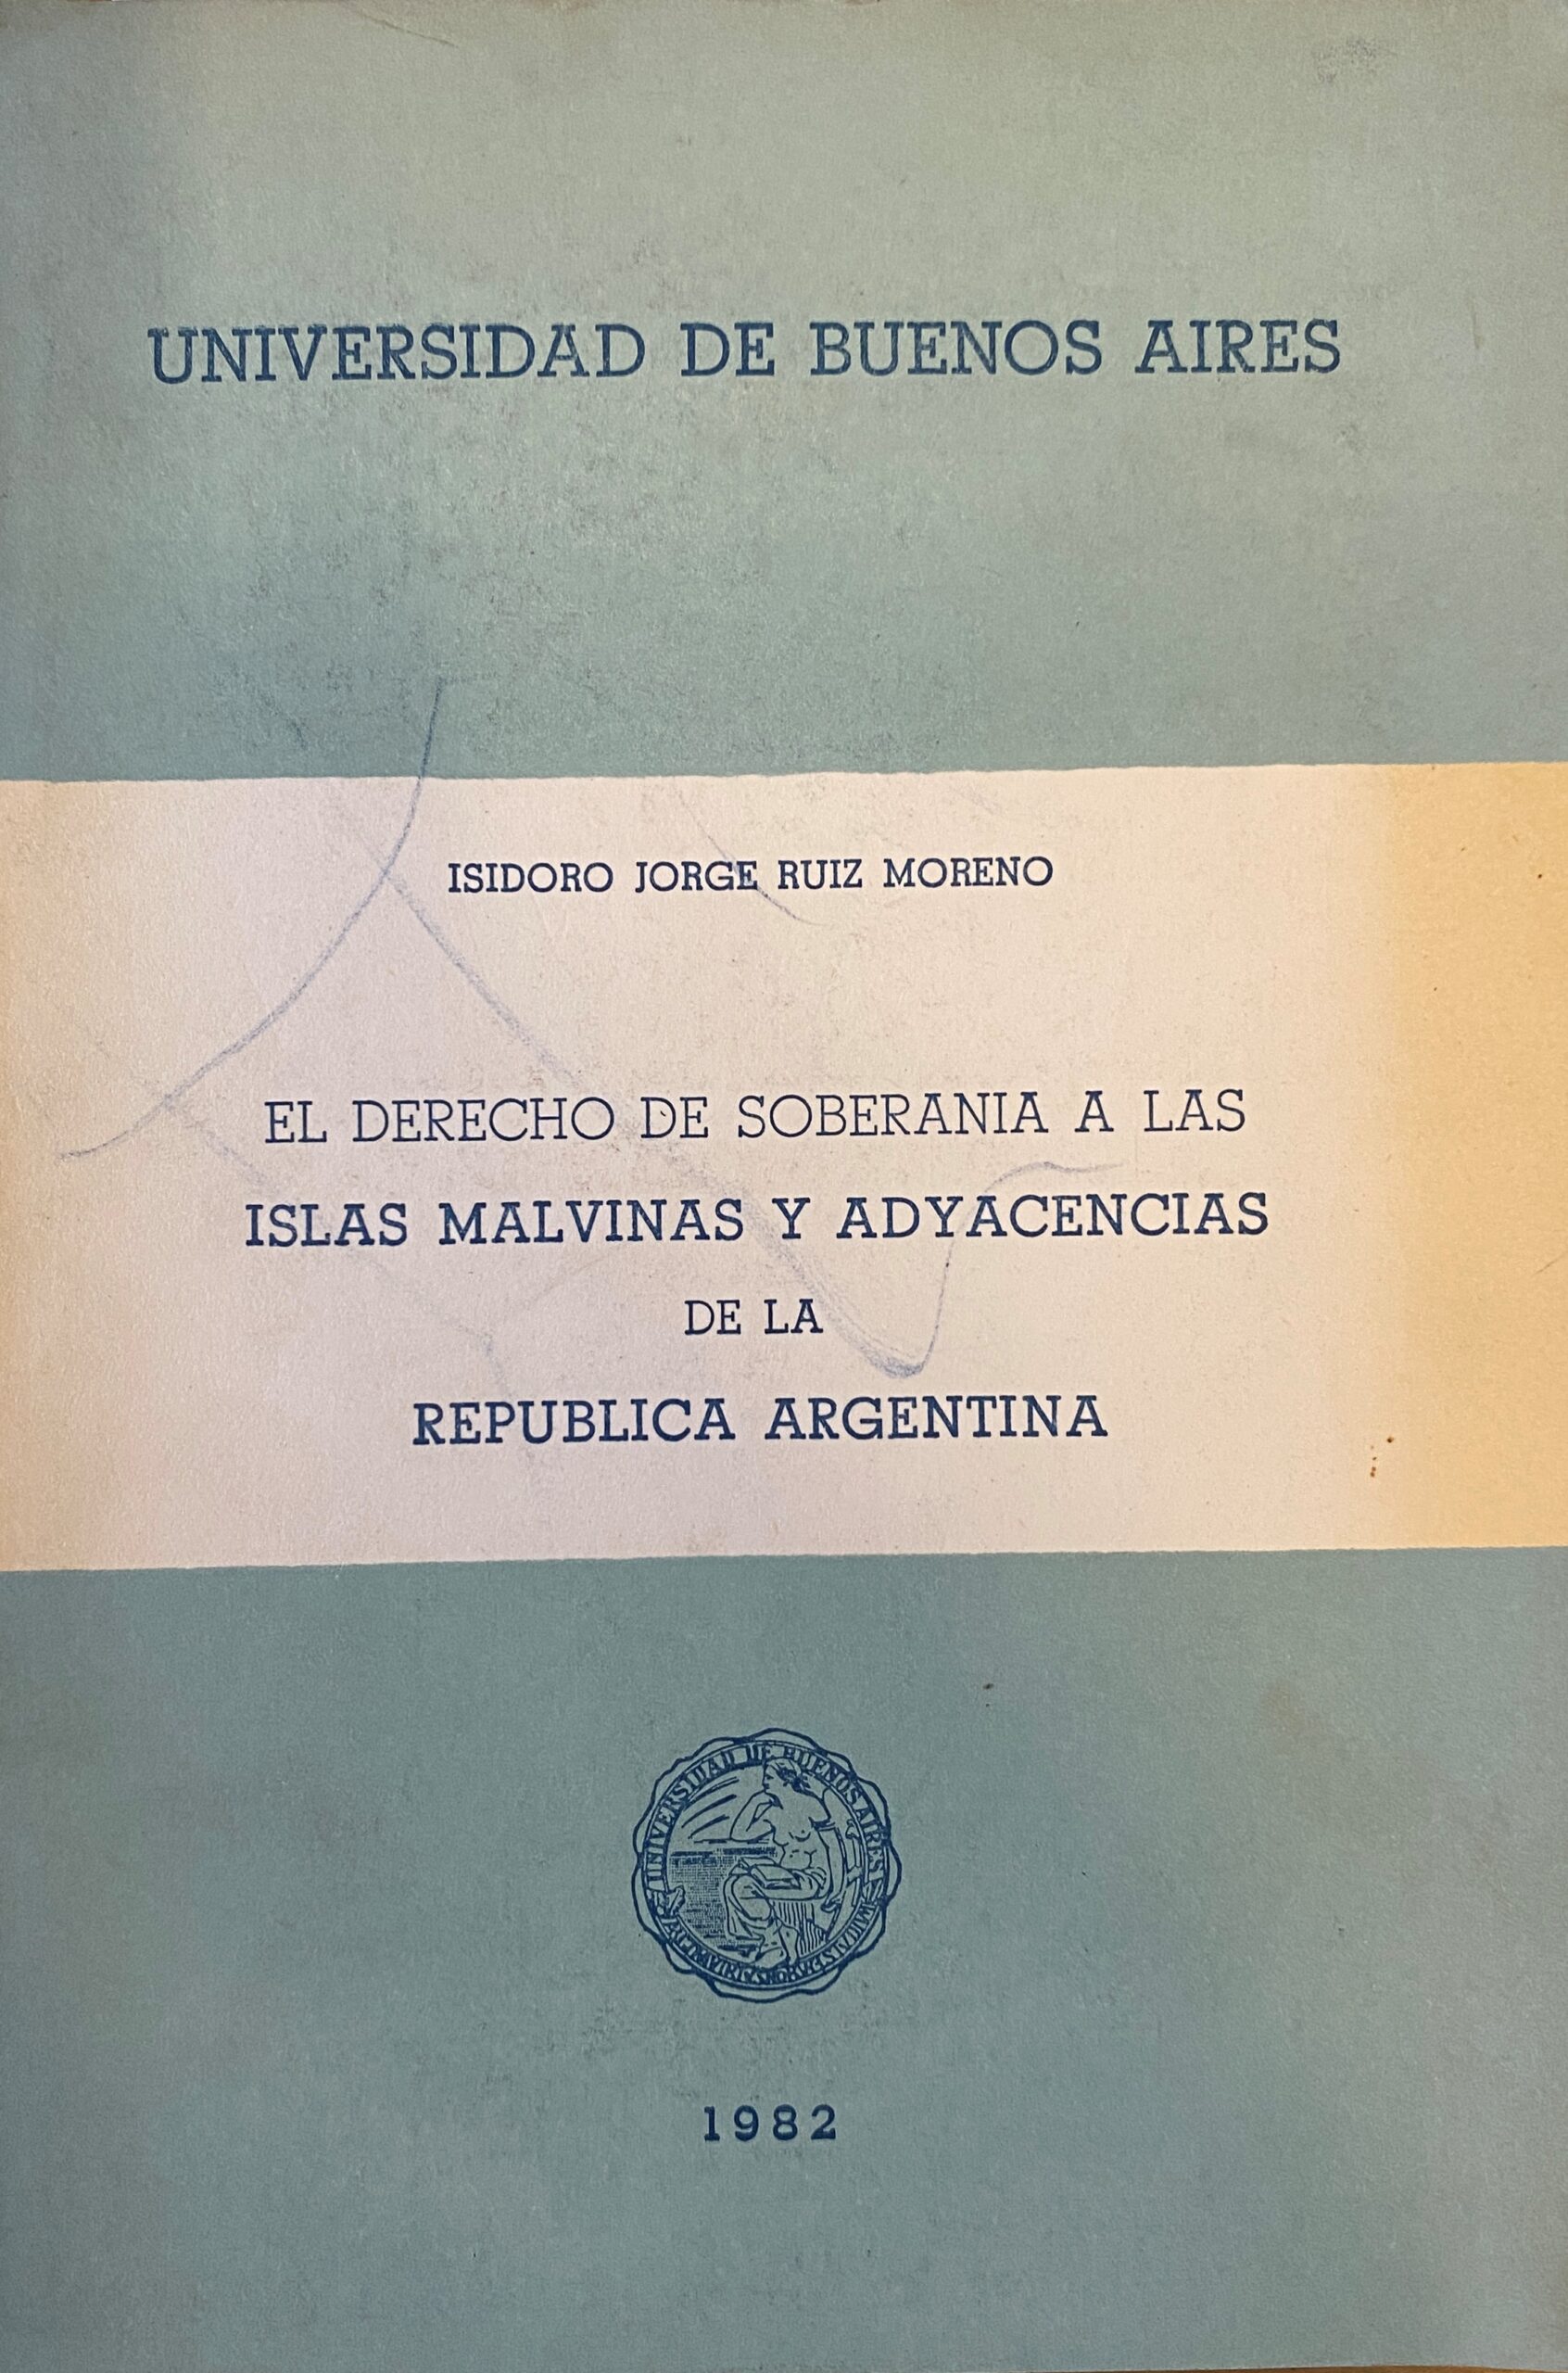 UNIVERSIDAD DE BUENOS AIRES
ISIDORO JORGE RUIZ MORENO
EL DERECHO DE SOBERANIA A LAS
ISLAS MALVINAS Y ADYACENCIAS
DE LA
REPUBLICA ARGENTINA
UNIVERSIDAD DE BUENOS AIRES
1982